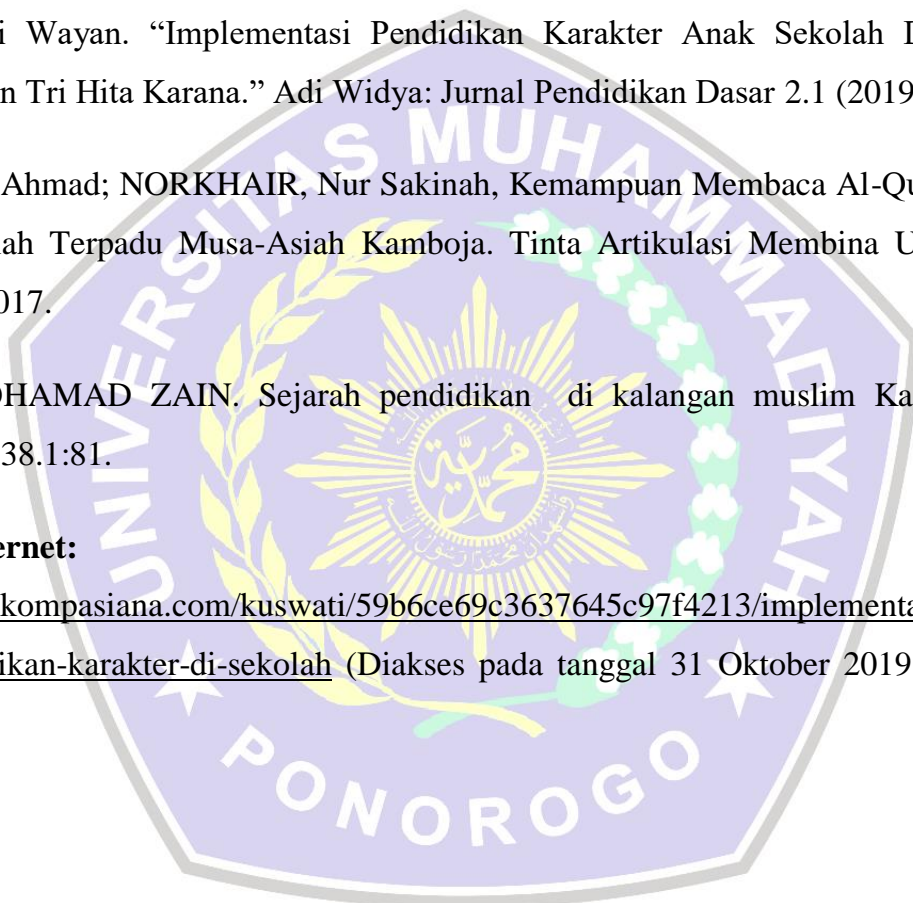 i Wayan. “Implementasi Pendidikan Karakter Anak Sekolah
n Tri Hita Karana.” Adi Widya: Jurnal Pendidikan Dasar 2.1 (2019
Ahmad; NORKHAIR, Nur Sakinah, Kemampuan Membaca Al-Qu
ah Terpadu Musa-Asiah Kamboja. Tinta Artikulasi Membina U
017.
OHAMAD ZAIN. Sejarah pendidikan di kalangan muslim Ka
38.1:81.
ernet:
kompasiana.com/kuswati/59b6ce69c3637645c97f4213/implementa
ikan-karakter-di-sekolah (Diakses pada tanggal 31 Oktober 2019
UNIVERSITAS MUHAMMADIYAH
محمدية
PONOROGO